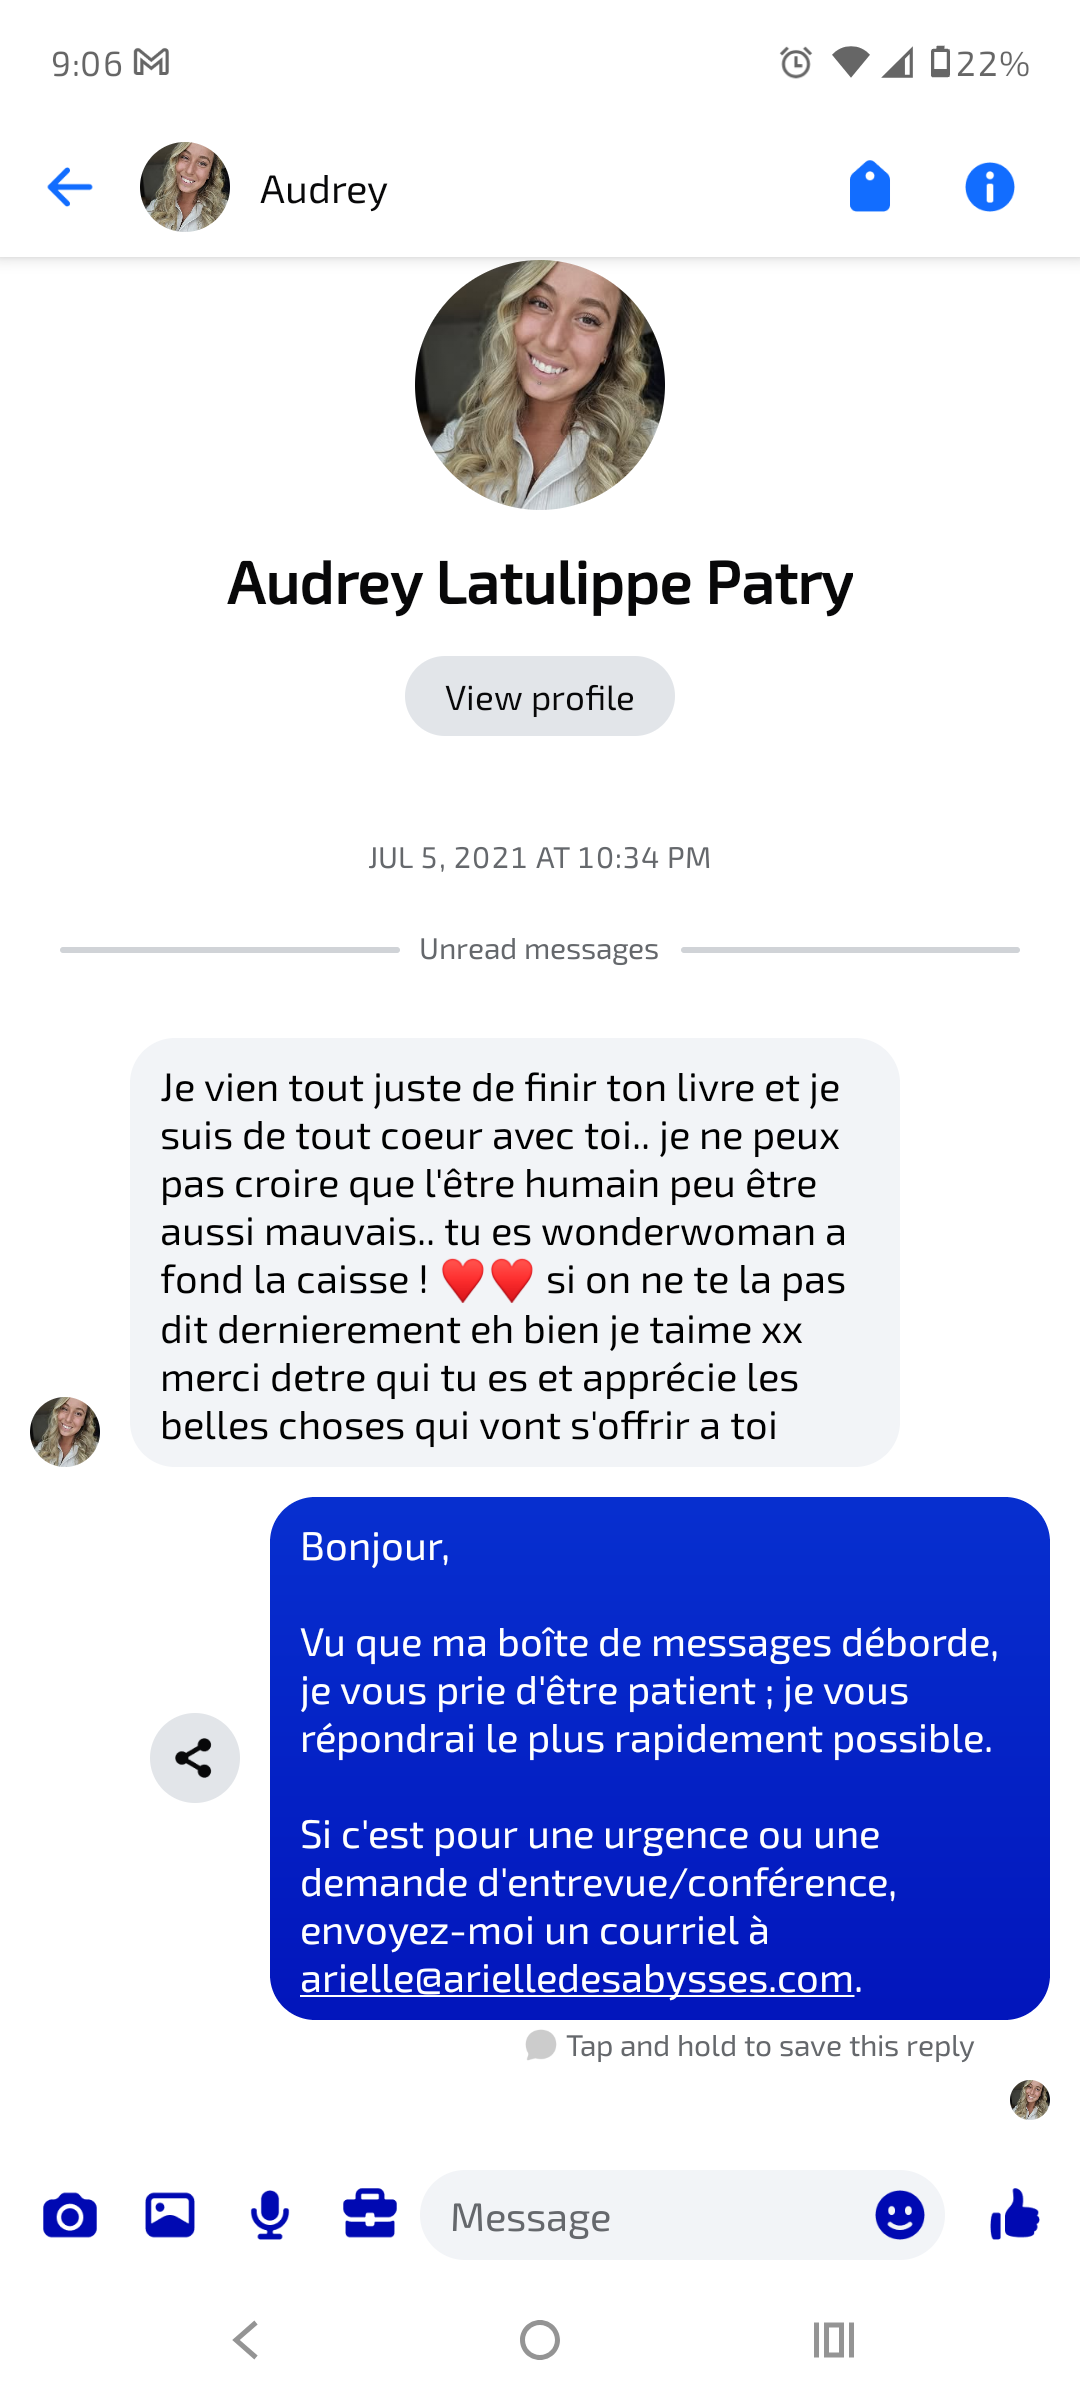 9:06
22%
Audrey
Audrey Latulippe Patry
View profile
JUL 5, 2021 AT 10:34 PM
Unread messages
Je vien tout juste de finir ton livre et je
suis de tout coeur avec toi.. je ne peux
pas croire que l'être humain peu être
aussi mauvais.. tu es wonderwoman a
fond la caisse ! ♥️♥️ si on ne te la pas
dit dernierement eh bien je taime xx
merci detre qui tu es et apprécie les
belles choses qui vont s'offrir a toi
Bonjour,
Vu que ma boîte de messages déborde,
je vous prie d'être patient ; je vous
répondrai le plus rapidement possible.
Si c'est pour une urgence ou une
demande d'entrevue/conférence,
envoyez-moi un courriel à
arielle@arielledesabysses.com.
Tap and hold to save this reply
Message